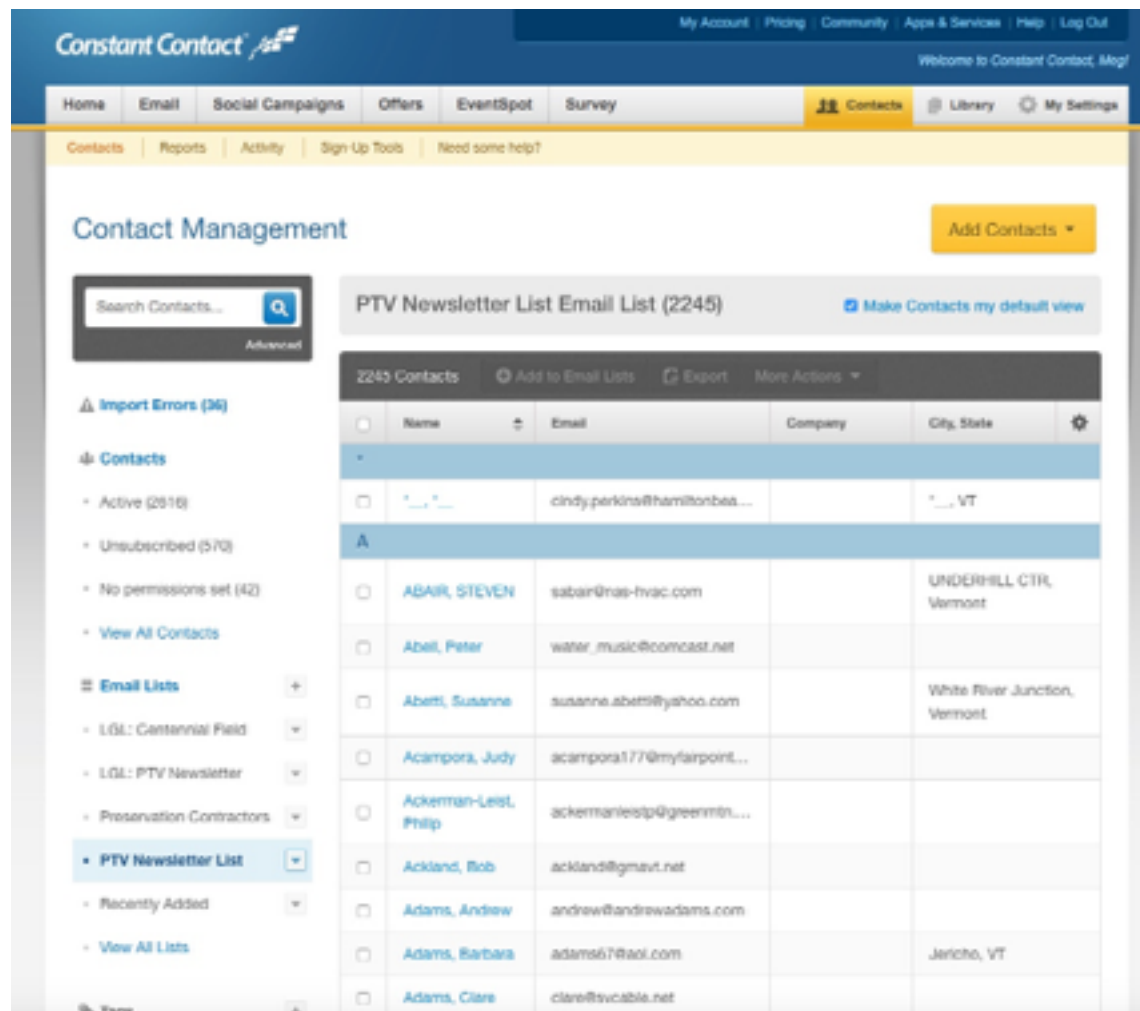 My Account | Pricing | Community | Apps & Services | Help | Log Out
Constant Contact
Welcome to Constant Contact, Meg!
Home Email Social Campaigns Offers EventSpot Survey Contacts Library My Settings
Contacts | Reports | Activity | Sign-Up Tools | Need some help?
Contact Management
Add Contacts
Search Contacts...
Advanced
Import Errors (36)
Contacts
Active (2616)
Unsubscribed (570)
No permissions set (42)
View All Contacts
Email Lists +
LGL: Centennial Field
LGL: PTV Newsletter
Preservation Contractors
PTV Newsletter List
Recently Added
View All Lists
Tags +
PTV Newsletter List Email List (2245)
Make Contacts my default view
2245 Contacts Add to Email Lists Export More Actions
Name Email Company City, State
*
*__, *__ cindy.perkins@hamiltonbea... *__, VT
A
ABAIR, STEVEN sabair@nas-hvac.com UNDERHILL CTR,
Vermont
Abell, Peter water_music@comcast.net
Abetti, Susanne susanne.abetti@yahoo.com White River Junction,
Vermont
Acampora, Judy acampora177@myfairpoint...
Ackerman-Leist,
Philip ackermanleistp@greenmtn....
Ackland, Bob ackland@gmavt.net
Adams, Andrew andrew@andrewadams.com
Adams, Barbara adams67@aol.com Jericho, VT
Adams, Clare clare@svcable.net